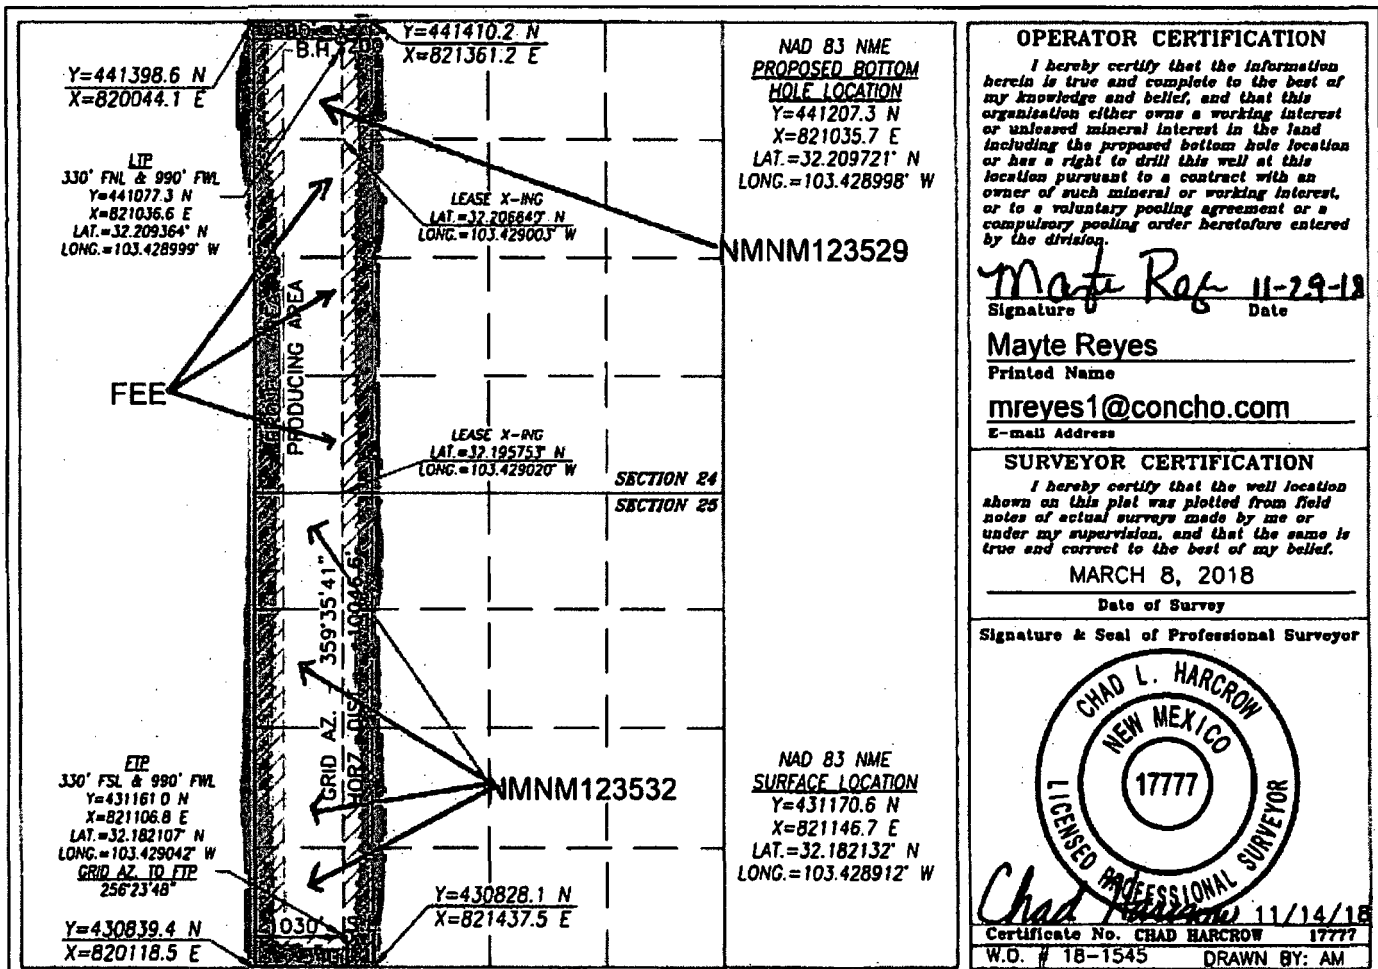 Y=441398.6 N
X=820044.1 E
990
B.H.
200
Y=441410.2 N
X=821361.2 E
LTP
330' FNL & 990' FWL
Y=441077.3 N
X=821036.6 E
LAT.=32.209364° N
LONG.=103.428999° W
LEASE X-ING
LAT.=32.206849° N
LONG.=103.429003° W
NAD 83 NME
PROPOSED BOTTOM
HOLE LOCATION
Y=441207.3 N
X=821035.7 E
LAT.=32.209721° N
LONG.=103.428998° W
NMNM123529
FEE
PRODUCING AREA
LEASE X-ING
LAT.=32.195753° N
LONG.=103.429020° W
SECTION 24
SECTION 25
GRID AZ. - 359°35'41"
HORZ. DIST. - 10046.6'
NMNM123532
FTP
330' FSL & 990' FWL
Y=431161.0 N
X=821106.8 E
LAT.=32.182107° N
LONG.=103.429042° W
GRID AZ. TO FTP
256°23'48"
Y=430839.4 N
X=820118.5 E
1030'
Y=430828.1 N
X=821437.5 E
NAD 83 NME
SURFACE LOCATION
Y=431170.6 N
X=821146.7 E
LAT.=32.182132° N
LONG.=103.428912° W
OPERATOR CERTIFICATION
I hereby certify that the information
herein is true and complete to the best of
my knowledge and belief, and that this
organization either owns a working interest
or unleased mineral interest in the land
including the proposed bottom hole location
or has a right to drill this well at this
location pursuant to a contract with an
owner of such mineral or working interest,
or to a voluntary pooling agreement or a
compulsory pooling order heretofore entered
by the division.
Mayte Reyes 11-29-18
Signature Date
Mayte Reyes
Printed Name
mreyes1@concho.com
E-mail Address
SURVEYOR CERTIFICATION
I hereby certify that the well location
shown on this plat was plotted from field
notes of actual surveys made by me or
under my supervision, and that the same is
true and correct to the best of my belief.
MARCH 8, 2018
Date of Survey
Signature & Seal of Professional Surveyor
CHAD L. HARCROW
NEW MEXICO
17777
LICENSED PROFESSIONAL SURVEYOR
Chad Harcrow 11/14/18
Certificate No. CHAD HARCROW 17777
W.O. # 18-1545 DRAWN BY: AM